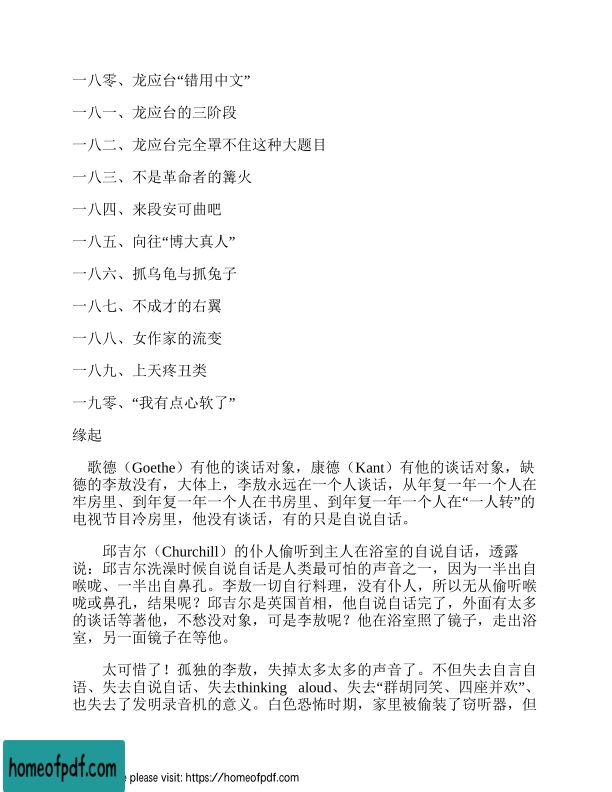 一八零、龙应台“错用中文”
一八一、龙应台的三阶段
一八二、龙应台完全罩不住这种大题目
一八三、不是革命者的篝火
一八四、来段安可曲吧
一八五、向往“博大真人”
一八六、抓乌龟与抓兔子
一八七、不成才的右翼
一八八、女作家的流变
一八九、上天疼丑类
一九零、“我有点心软了”
缘起
歌德（Goethe）有他的谈话对象，康德（Kant）有他的谈话对象，缺
德的李敖没有，大体上，李敖永远在一个人谈话，从年复一年一个人在
牢房里、到年复一年一个人在书房里、到年复一年一个人在“一人转”的
电视节目冷房里，他没有谈话，有的只是自说自话。
邱吉尔（Churchill）的仆人偷听到主人在浴室的自说自话，透露
说：邱吉尔洗澡时候自说自话是人类最可怕的声音之一，因为一半出自
喉咙、一半出自鼻孔。李敖一切自行料理，没有仆人，所以无从偷听喉
咙或鼻孔，结果呢？邱吉尔是英国首相，他自说自话完了，外面有太多
的谈话等著他，不愁没对象，可是李敖呢？他在浴室照了镜子，走出浴
室，另一面镜子在等他。
太可惜了！孤独的李敖，失掉太多太多的声音了。不但失去自言自
语、失去自说自话、失去thinking aloud、失去“群胡同笑、四座并欢”、
也失去了发明录音机的意义。白色恐怖时期，家里被偷装了窃听器，但
homeofpdf.com
please visit: https://homeofpdf.com